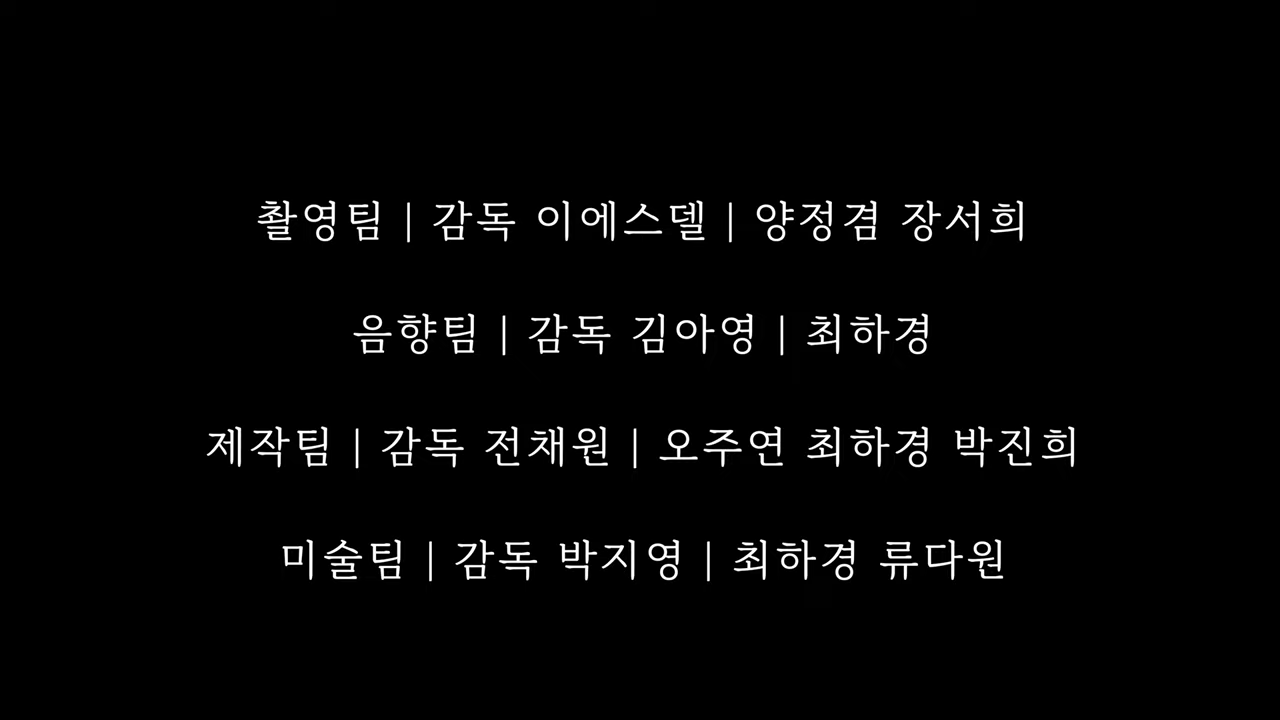 촬영팀 | 감독 이에스델 | 양정겸 장서희
음향팀 | 감독 김아영 | 최하경
제작팀 | 감독 전채원 | 오주연 최하경 박진희
미술팀 | 감독 박지영 | 최하경 류다원